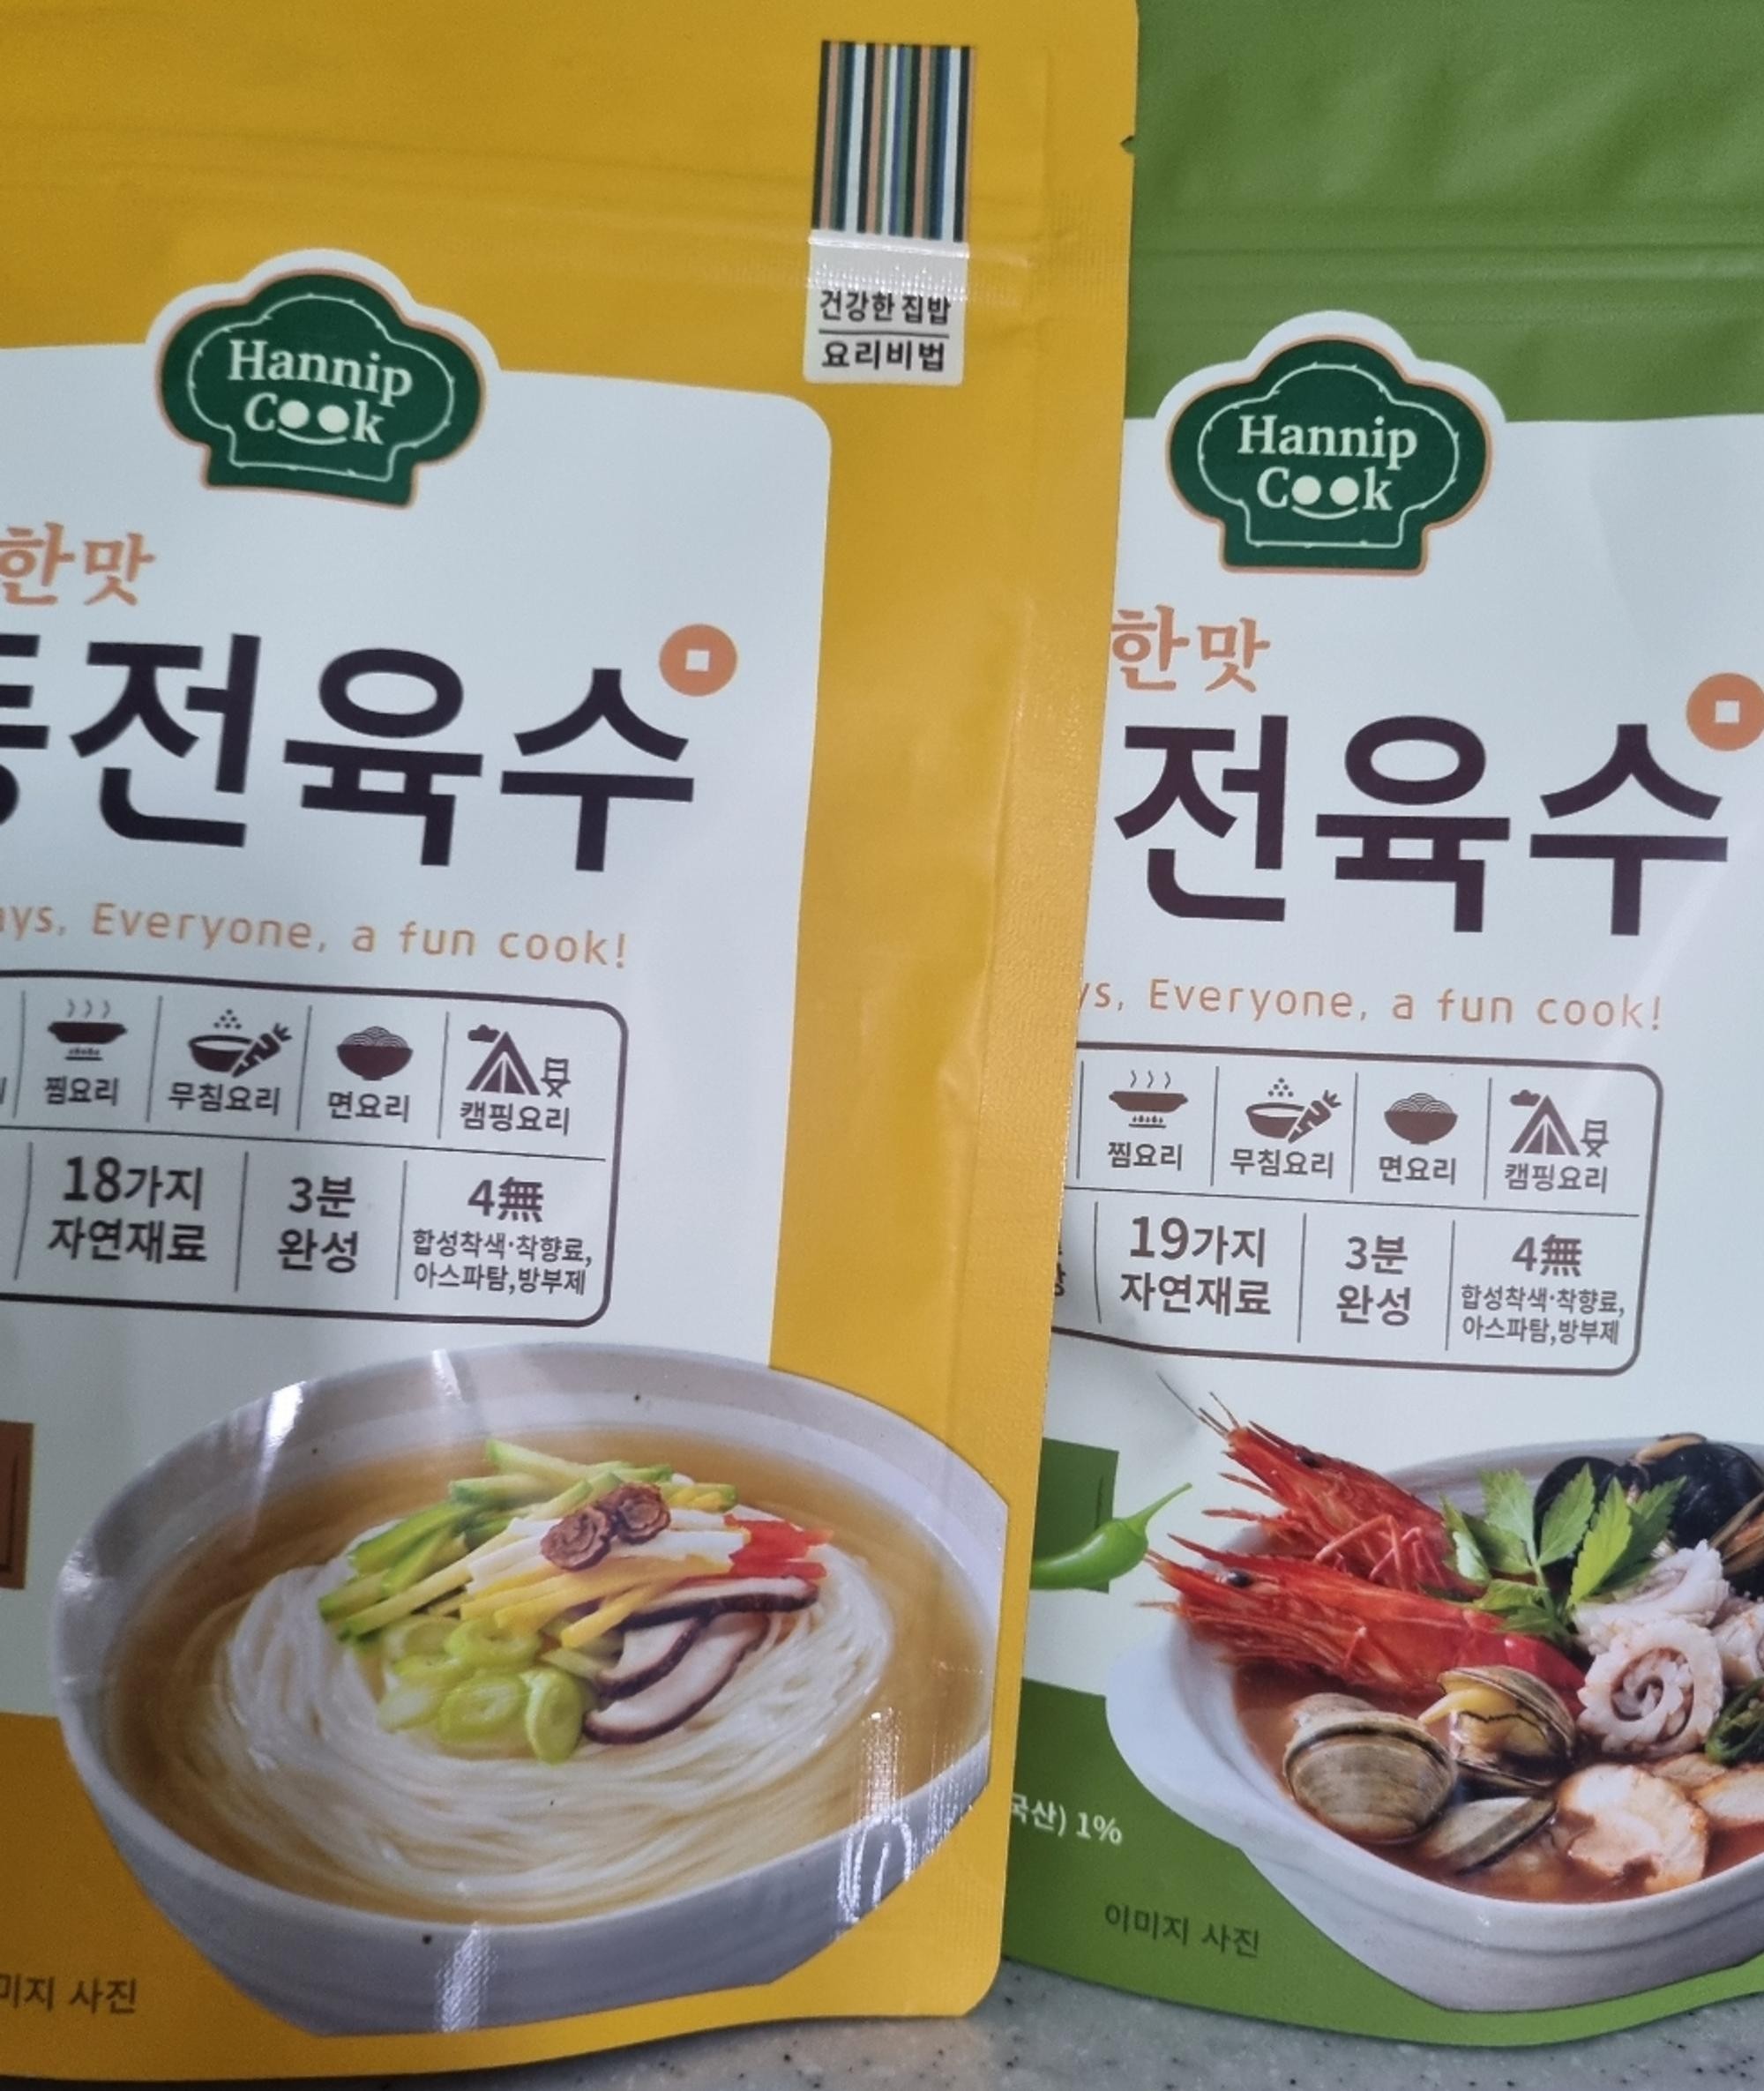 건강한 집밥
요리비법
Hannip
Cook
한맛
동전육수
Everyone, a fun cook!
찜요리
무침요리
면요리
캠핑요리
18가지
자연재료
3분
완성
4無
합성착색·착향료,
아스파탐,방부제
사진
Hannip
Cook
한맛
전육수
Everyone, a fun cook!
찜요리
무침요리
면요리
캠핑요리
19가지
자연재료
3분
완성
4無
합성착색·착향료,
아스파탐,방부제
국산) 1%
이미지 사진